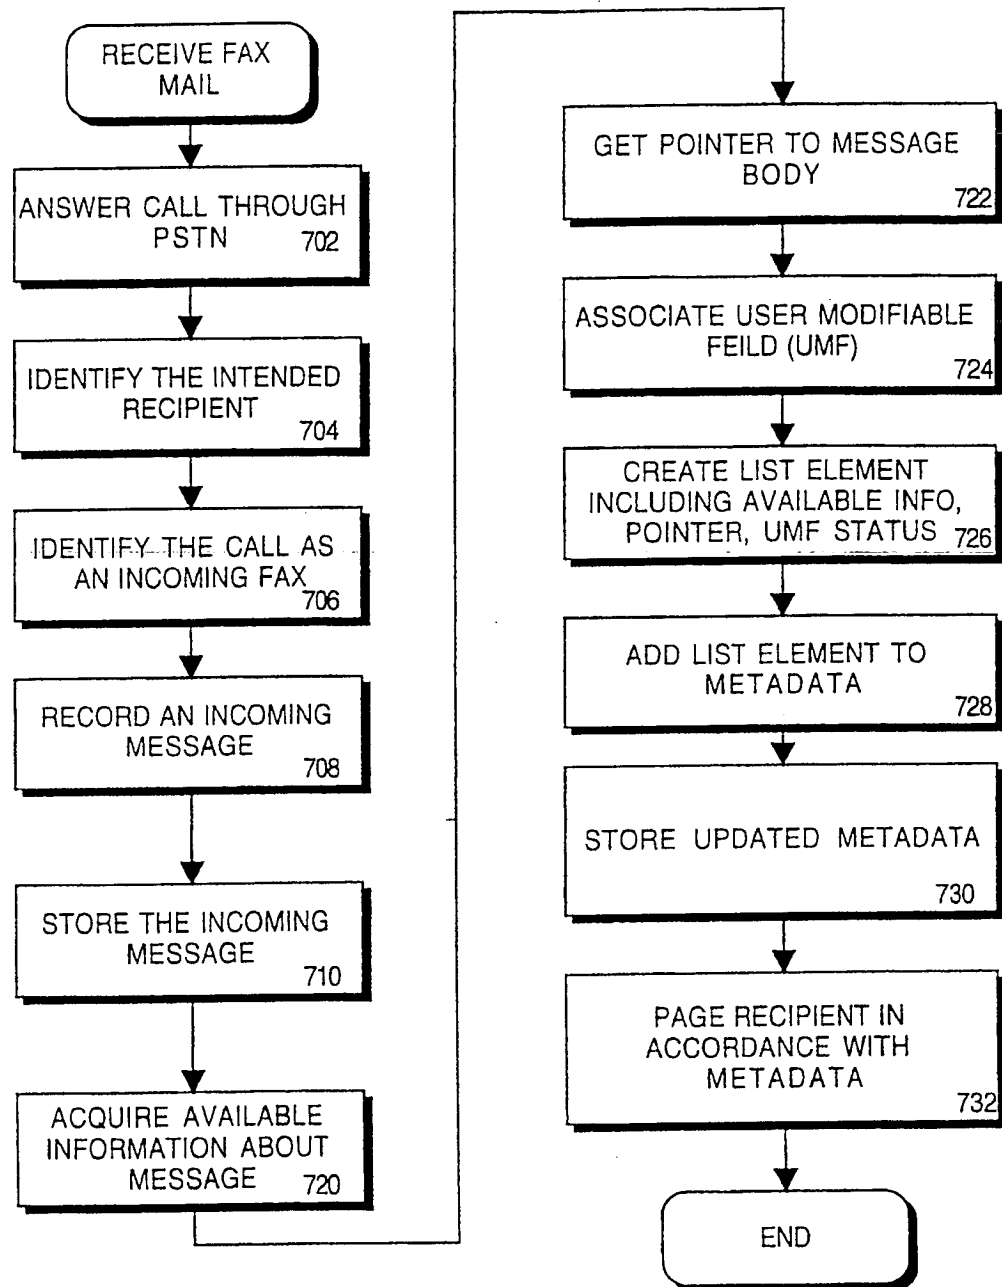 RECEIVE FAX
MAIL
ANSWER CALL THROUGH
PSTN 702
IDENTIFY THE INTENDED
RECIPIENT
704
IDENTIFY THE CALL AS
AN INCOMING FAX
706
RECORD AN INCOMING
MESSAGE
708
STORE THE INCOMING
MESSAGE
710
ACQUIRE AVAILABLE
INFORMATION ABOUT
MESSAGE 720
GET POINTER TO MESSAGE
BODY
722
ASSOCIATE USER MODIFIABLE
FEILD (UMF)
724
CREATE LIST ELEMENT
INCLUDING AVAILABLE INFO,
POINTER, UMF STATUS 726
ADD LIST ELEMENT TO
METADATA
728
STORE UPDATED METADATA
730
PAGE RECIPIENT IN
ACCORDANCE WITH
METADATA
732
END